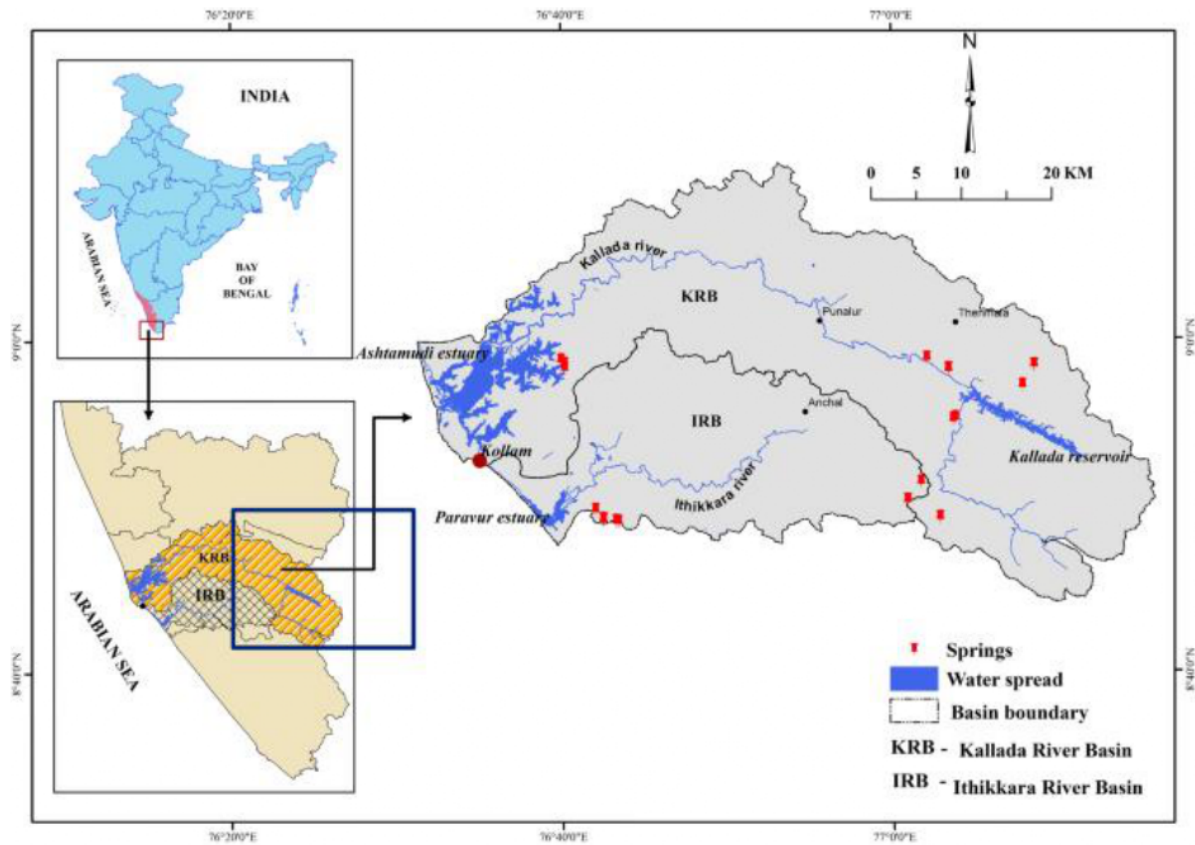 76°20'0"E
76°40'0"E
77°0'0"E
N
INDIA
0 5 10 20 KM
ARABIAN SEA
BAY
OF
BENGAL
Kallada river
KRB
Punalur
Thenmala
9°0'0"N
9°0'0"N
Ashtamudi estuary
Anchal
IRB
Kollam
Kallada reservoir
Ithikkara river
Paravur estuary
KRB
IRB
ARABIAN SEA
8°40'0"N
8°40'0"N
Springs
Water spread
Basin boundary
KRB - Kallada River Basin
IRB - Ithikkara River Basin
76°20'0"E
76°40'0"E
77°0'0"E